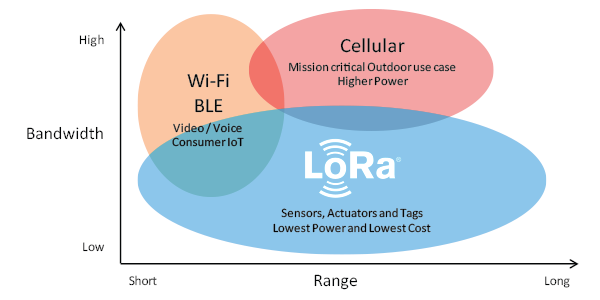 High
Bandwidth
Low
Wi-Fi
BLE
Video / Voice
Consumer IoT
Cellular
Mission critical Outdoor use case
Higher Power
LoRa®
Sensors, Actuators and Tags
Lowest Power and Lowest Cost
Short
Range
Long